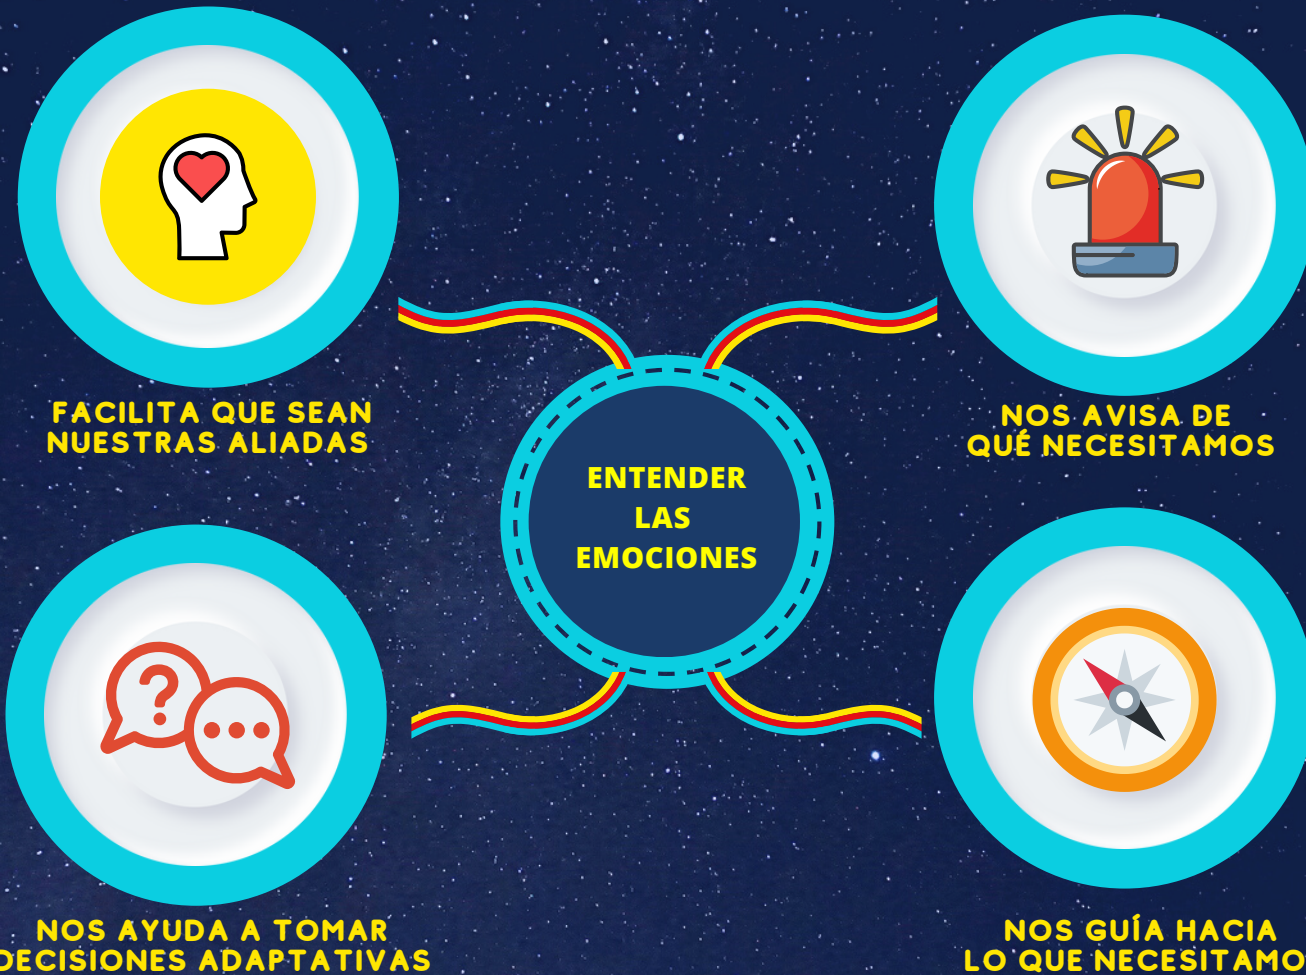 FACILITA QUE SEAN
NUESTRAS ALIADAS
NOS AVISA DE
QUÉ NECESITAMOS
ENTENDER
LAS
EMOCIONES
NOS AYUDA A TOMAR
DECISIONES ADAPTATIVAS
NOS GUÍA HACIA
LO QUE NECESITAMO